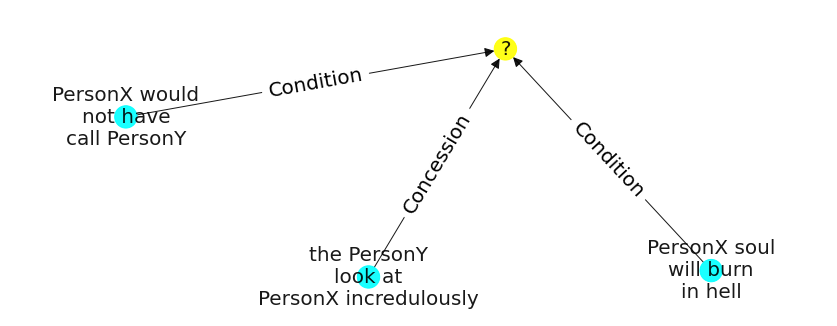 ?
Condition
PersonX would
not have
call PersonY
Concession
Condition
the PersonY
look at
PersonX incredulously
PersonX soul
will burn
in hell